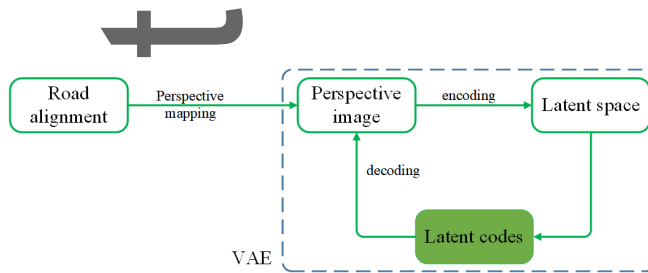 Road
alignment
Perspective
mapping
Perspective
image
encoding
Latent space
decoding
Latent codes
VAE